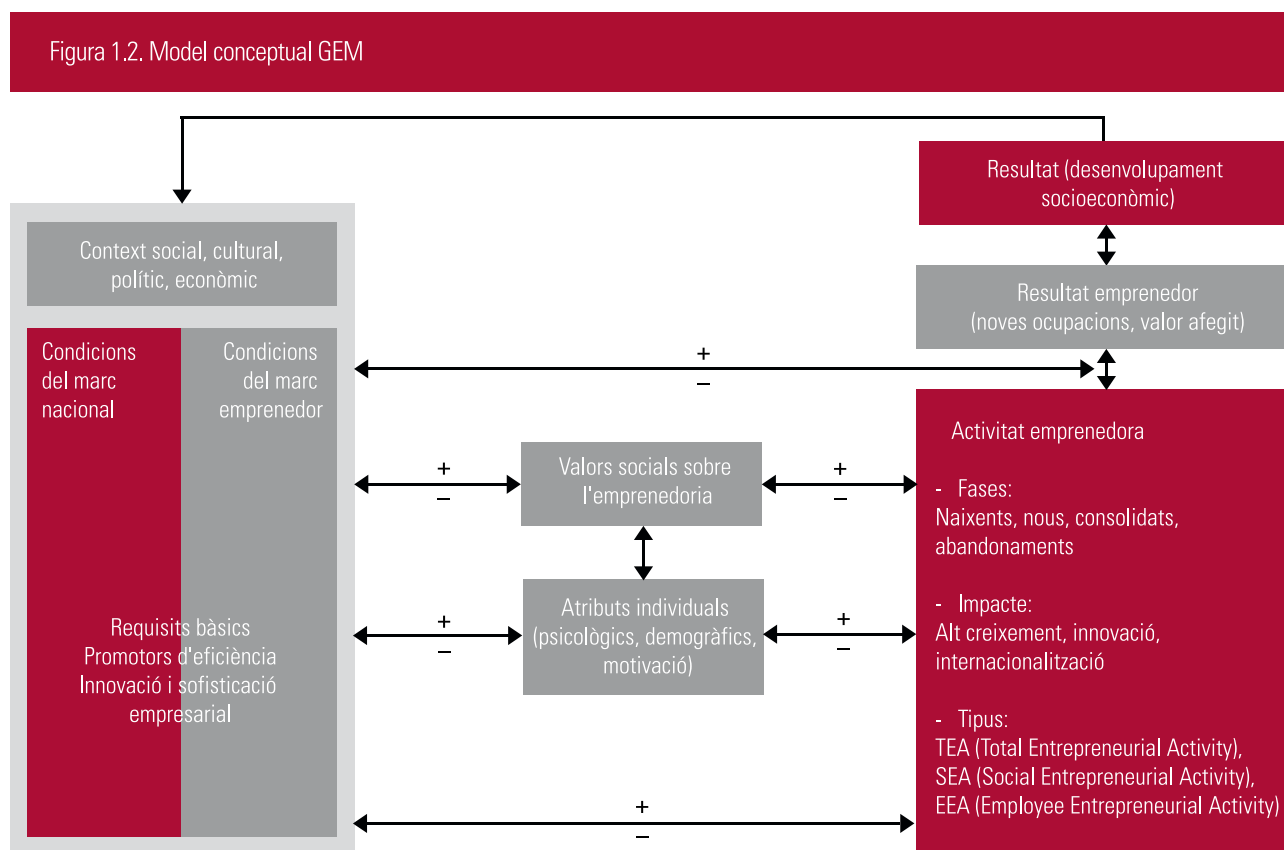 Figura 1.2. Model conceptual GEM
Resultat (desenvolupament
socioeconòmic)
Context social, cultural,
polític, econòmic
Resultat emprenedor
(noves ocupacions, valor afegit)
Condicions
del marc
nacional
Condicions
del marc
emprenedor
+
–
Activitat emprenedora
Valors socials sobre
l'emprenedoria
+
–
+
–
- Fases:
Naixents, nous, consolidats,
abandonaments
Atributs individuals
(psicològics, demogràfics,
motivació)
+
–
+
–
- Impacte:
Alt creixement, innovació,
internacionalització
Requisits bàsics
Promotors d'eficiència
Innovació i sofisticació
empresarial
- Tipus:
TEA (Total Entrepreneurial Activity),
SEA (Social Entrepreneurial Activity),
EEA (Employee Entrepreneurial Activity)
+
–